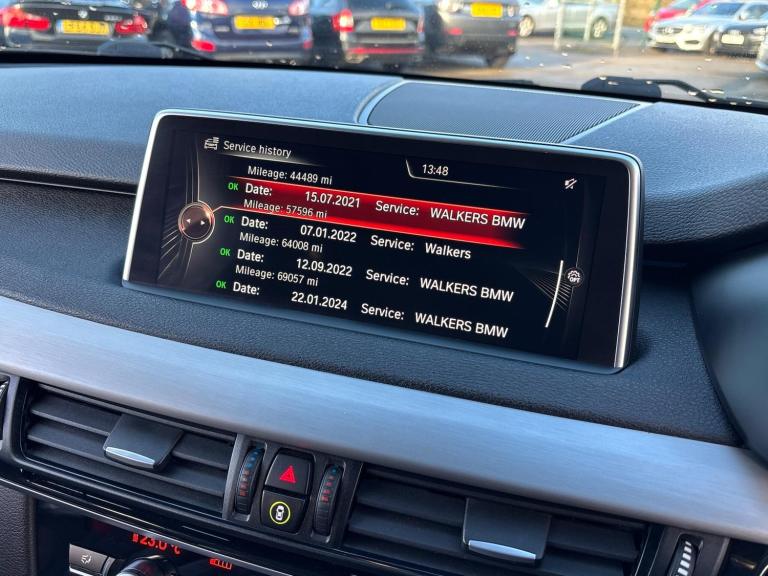 Service history
13:48
Mileage: 44489 mi
OK Date: 15.07.2021 Service: WALKERS BMW
Mileage: 57596 mi
OK Date: 07.01.2022 Service: Walkers
Mileage: 64008 mi
OK Date: 12.09.2022 Service: WALKERS BMW
Mileage: 69057 mi
OK Date: 22.01.2024 Service: WALKERS BMW
23.0°C